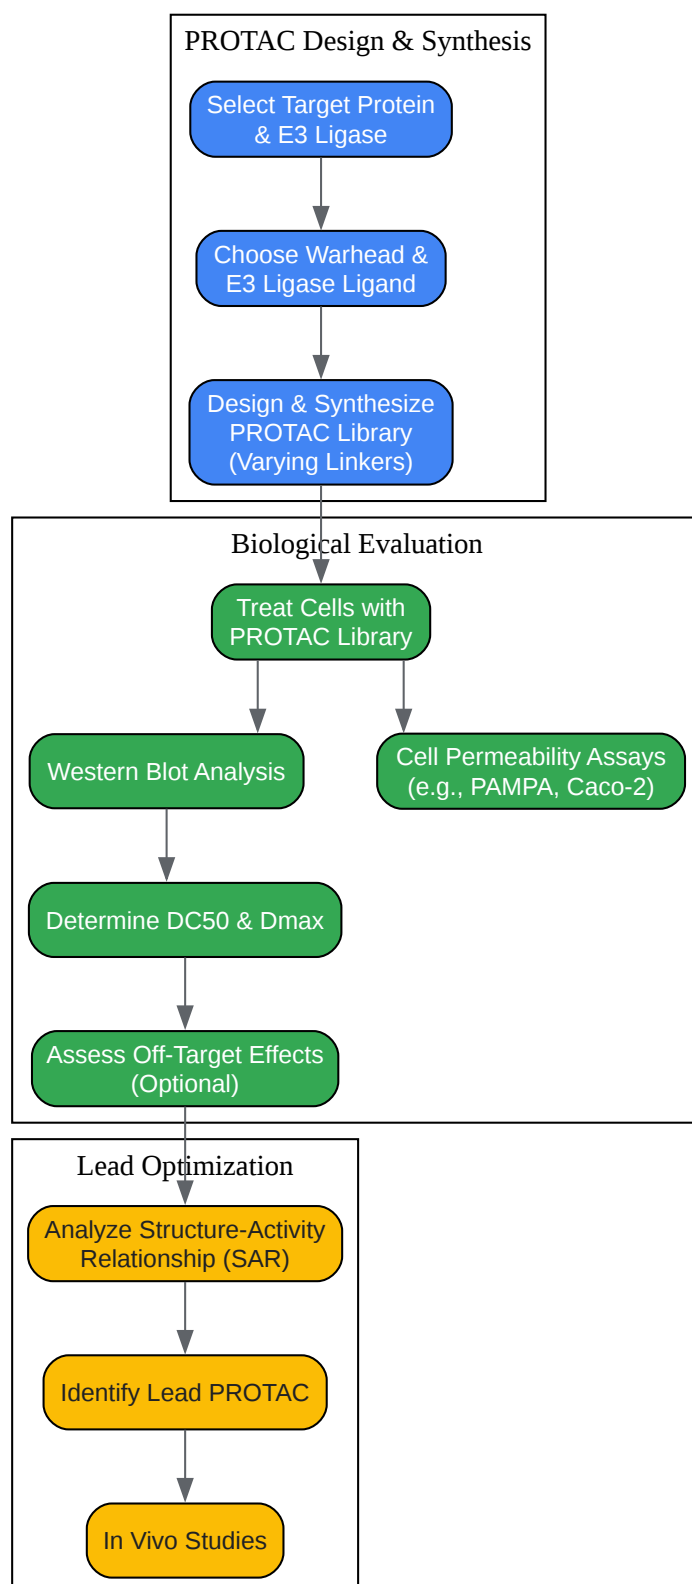 PROTAC Design & Synthesis
Select Target Protein
& E3 Ligase
Choose Warhead &
E3 Ligase Ligand
Design & Synthesize
PROTAC Library
(Varying Linkers)
Biological Evaluation
Treat Cells with
PROTAC Library
Western Blot Analysis
Cell Permeability Assays
(e.g., PAMPA, Caco-2)
Determine DC50 & Dmax
Assess Off-Target Effects
(Optional)
Lead Optimization
Analyze Structure-Activity
Relationship (SAR)
Identify Lead PROTAC
In Vivo Studies